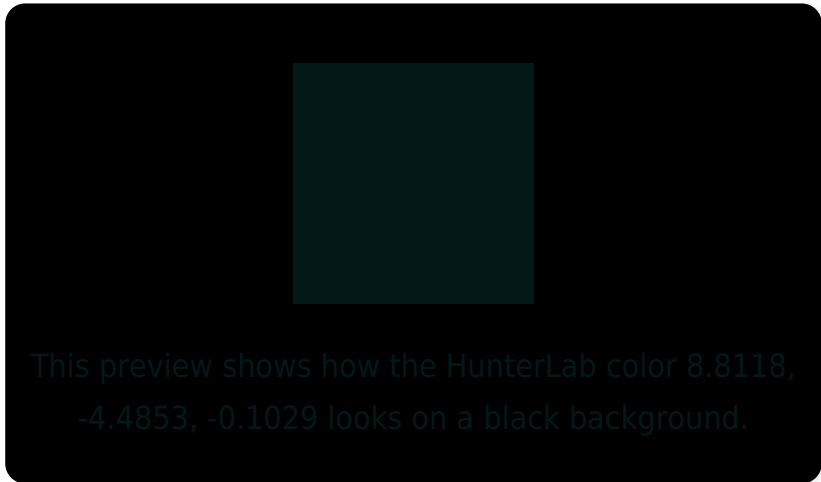 This preview shows how the HunterLab color 8.8118,
-4.4853, -0.1029 looks on a black background.